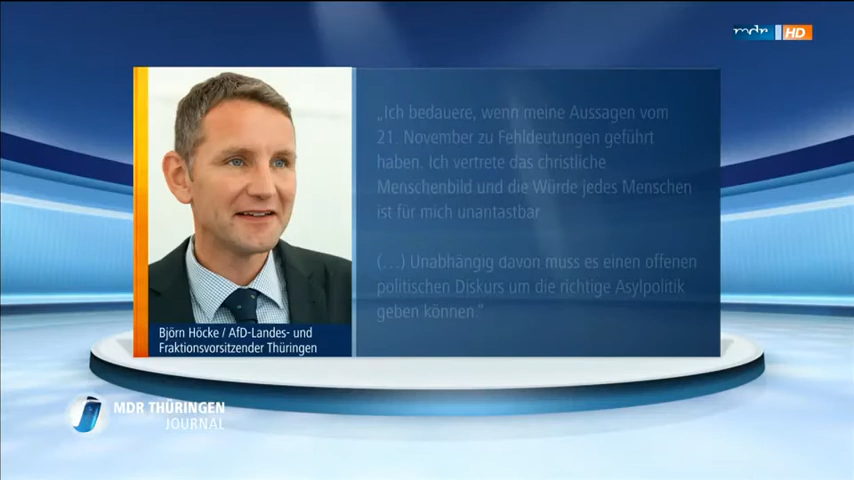 mdr HD
„Ich bedauere, wenn meine Aussagen vom
21. November zu Fehldeutungen geführt
haben. Ich vertrete das christliche
Menschenbild und die Würde jedes Menschen
ist für mich unantastbar.
(…) Unabhängig davon muss es einen offenen
politischen Diskurs um die richtige Asylpolitik
geben können.“
Björn Höcke / AfD-Landes- und
Fraktionsvorsitzender Thüringen
MDR THÜRINGEN
JOURNAL